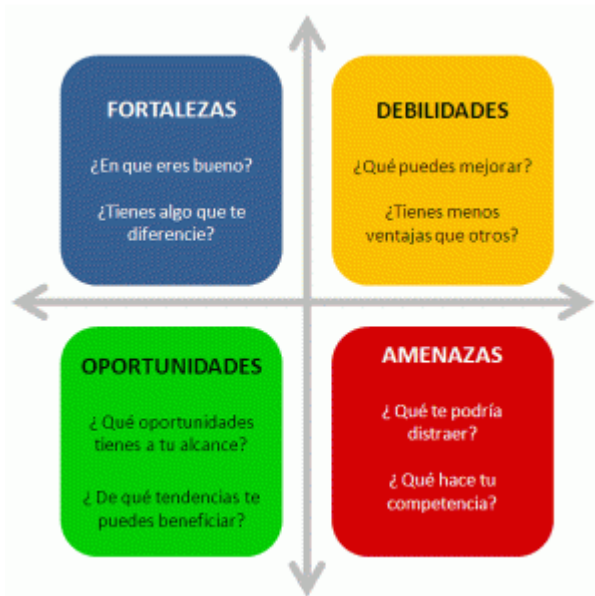 FORTALEZAS
¿En que eres bueno?
¿Tienes algo que te
diferencie?
DEBILIDADES
¿Qué puedes mejorar?
¿Tienes menos
ventajas que otros?
OPORTUNIDADES
¿ Qué oportunidades
tienes a tu alcance?
¿ De qué tendencias te
puedes beneficiar?
AMENAZAS
¿ Qué te podría
distraer?
¿ Qué hace tu
competencia?